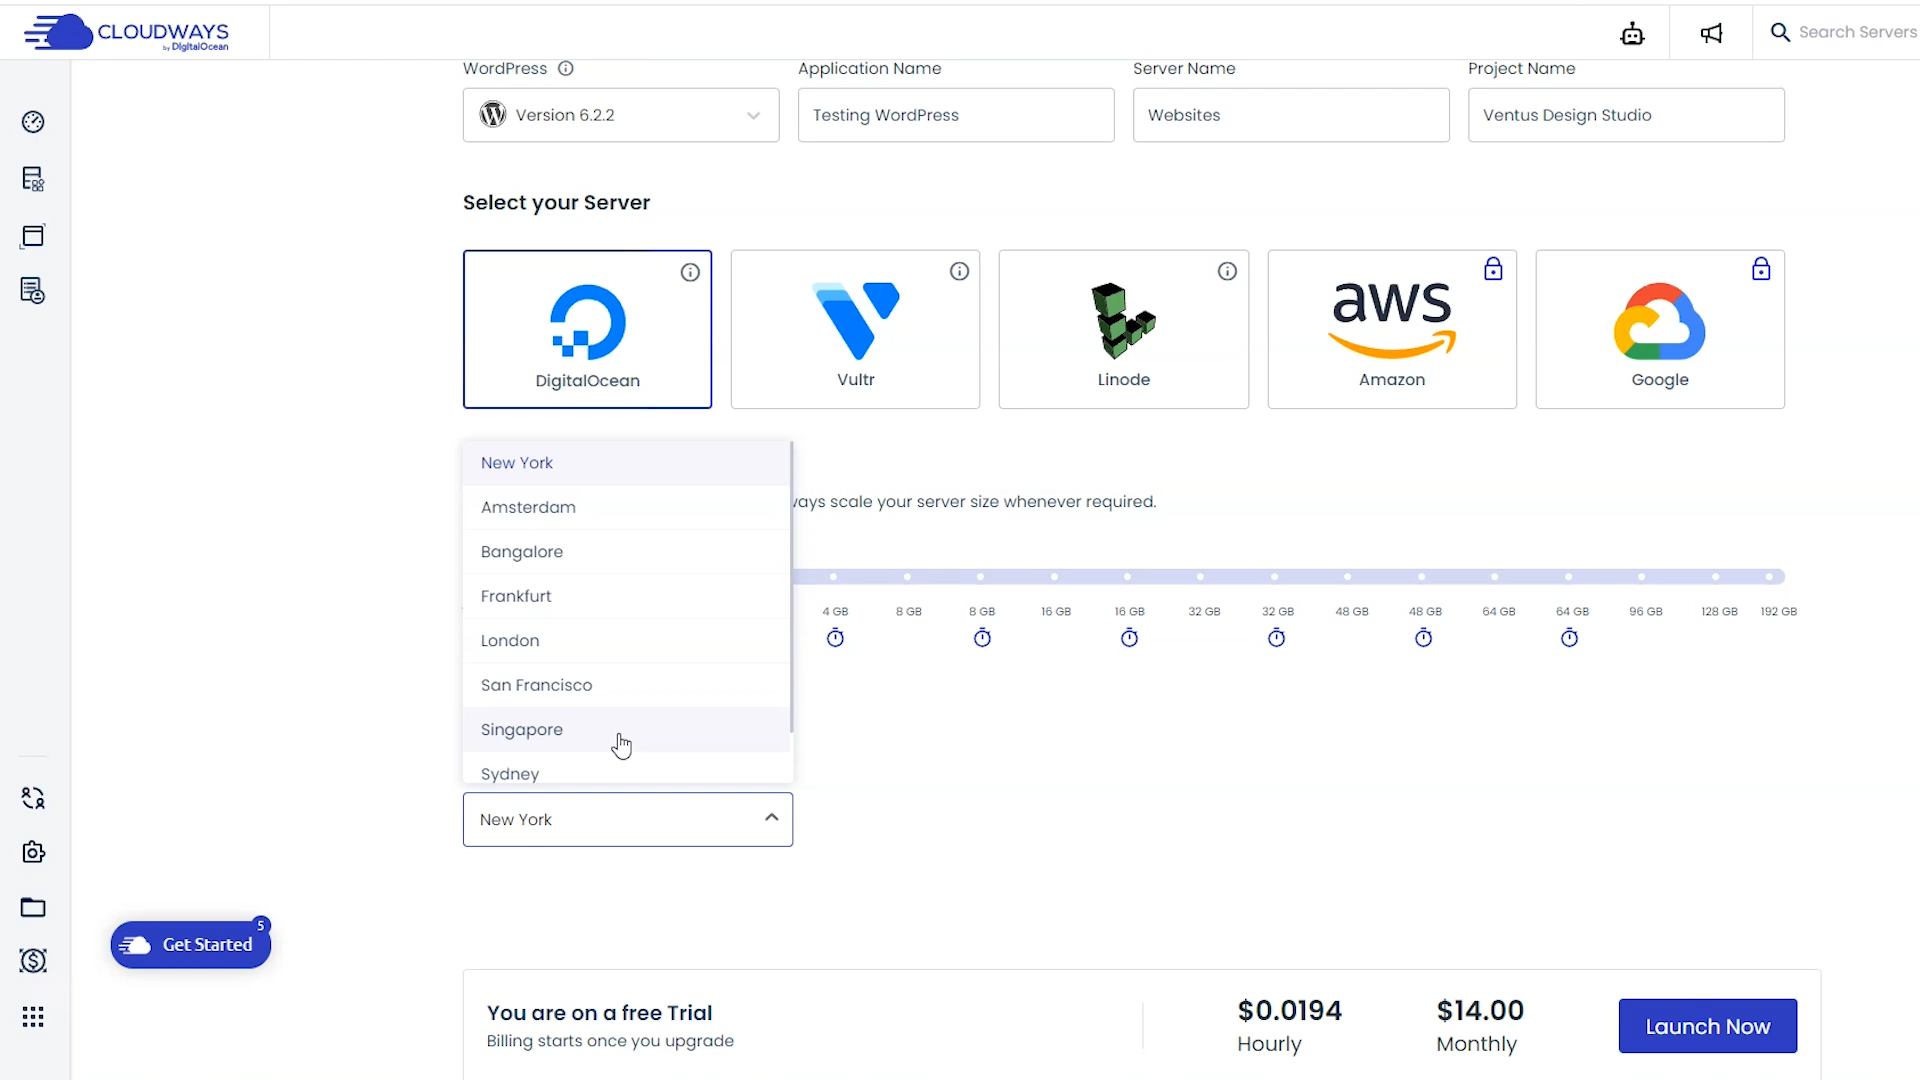 CLOUDWAYS
by DigitalOcean
Search Servers
WordPress
Application Name
Server Name
Project Name
Version 6.2.2
Testing WordPress
Websites
Ventus Design Studio
Select your Server
DigitalOcean
Vultr
Linode
aws
Amazon
Google
New York
Amsterdam
Bangalore
Frankfurt
London
San Francisco
Singapore
Sydney
ways scale your server size whenever required.
4 GB
8 GB
8 GB
16 GB
16 GB
32 GB
32 GB
48 GB
48 GB
64 GB
64 GB
96 GB
128 GB
192 GB
New York
5
Get Started
You are on a free Trial
Billing starts once you upgrade
$0.0194
Hourly
$14.00
Monthly
Launch Now